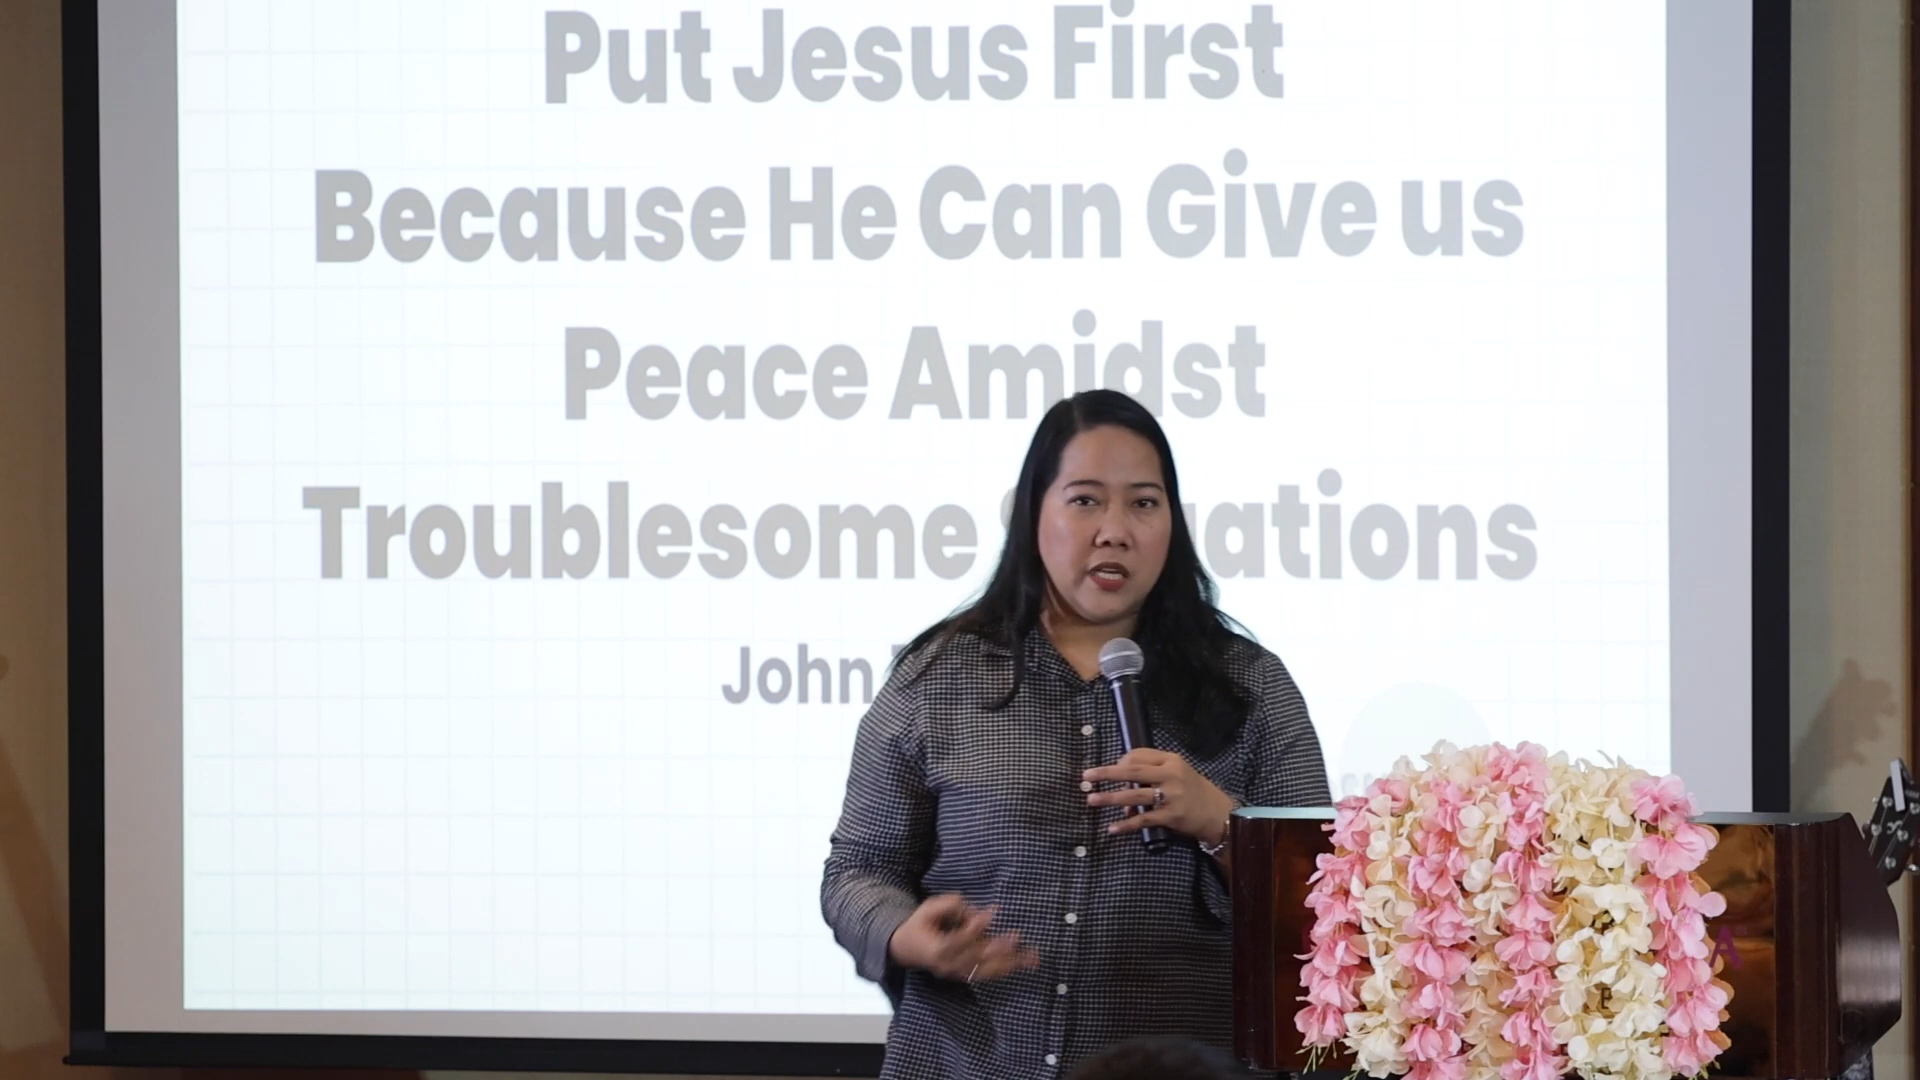 Put Jesus First
Because He Can Give us
Peace Amidst
Troublesome
John